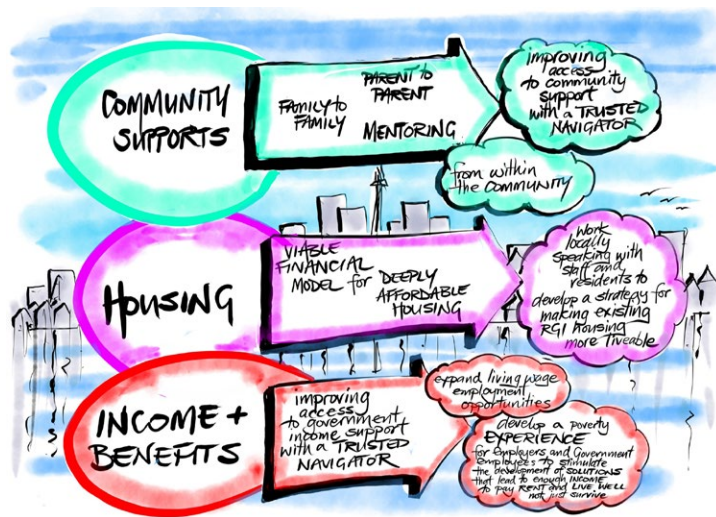 COMMUNITY
SUPPORTS
FAMILY to
FAMILY
PARENT to
PARENT
MENTORING
improving
access
to community
support
with a TRUSTED
NAVIGATOR
from within
the COMMUNITY
HOUSING
VIABLE
FINANCIAL
MODEL for DEEPLY
AFFORDABLE
HOUSING
work
locally
speaking with
staff and
residents to
develop a strategy for
making existing
RGI housing
more liveable
INCOME +
BENEFITS
improving
access
to government
income support
with a TRUSTED
NAVIGATOR
expand living wage
employment
opportunities
develop a poverty
EXPERIENCE
for Employers and Government
employees to stimulate
the development of SOLUTIONS
that lead to enough INCOME
to pay RENT and LIVE WELL
not just survive